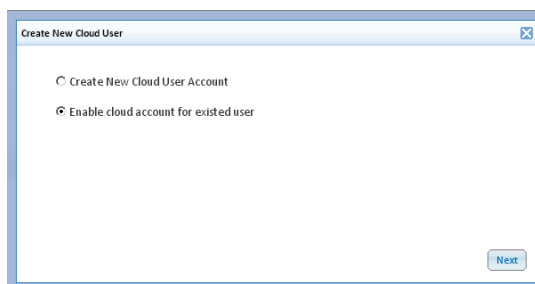 Create New Cloud User
Create New Cloud User Account
Enable cloud account for existed user
Next